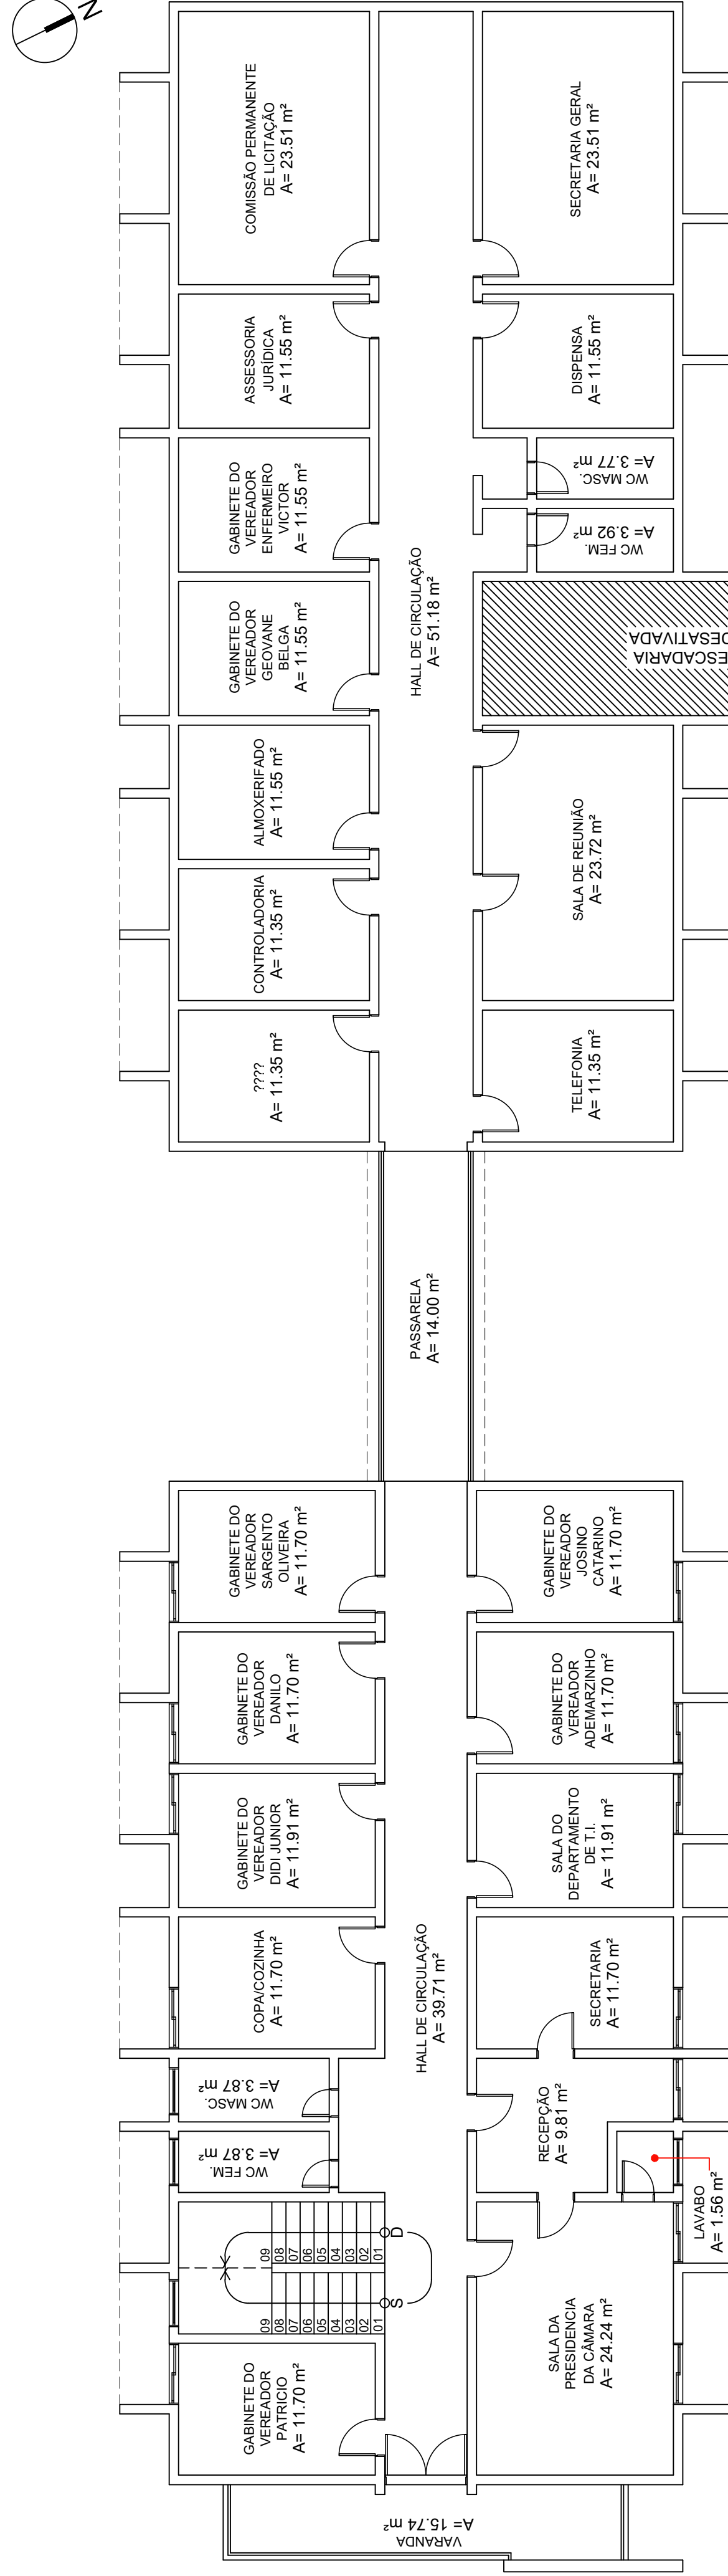 N
COMISSÃO PERMANENTE
DE LICITAÇÃO
A= 23.51 m²
SECRETARIA GERAL
A= 23.51 m²
ASSESSORIA
JURÍDICA
A= 11.55 m²
DISPENSA
A= 11.55 m²
GABINETE DO
VEREADOR
ENFERMEIRO
VICTOR
A= 11.55 m²
WC MASC.
A= 3.77 m²
WC FEM.
A= 3.92 m²
HALL DE CIRCULAÇÃO
A= 51.18 m²
GABINETE DO
VEREADOR
GEOVANE
BELGA
A= 11.55 m²
ESCADARIA
DESATIVADA
ALMOXERIFADO
A= 11.55 m²
SALA DE REUNIÃO
A= 23.72 m²
CONTROLADORIA
A= 11.35 m²
????
A= 11.35 m²
TELEFONIA
A= 11.35 m²
PASSARELA
A= 14.00 m²
GABINETE DO
VEREADOR
SARGENTO
OLIVEIRA
A= 11.70 m²
GABINETE DO
VEREADOR
JOSINO
CATARINO
A= 11.70 m²
GABINETE DO
VEREADOR
DANILO
A= 11.70 m²
GABINETE DO
VEREADOR
ADEMARZINHO
A= 11.70 m²
GABINETE DO
VEREADOR
DIDI JUNIOR
A= 11.91 m²
SALA DO
DEPARTAMENTO
DE T.I.
A= 11.91 m²
COPA/COZINHA
A= 11.70 m²
HALL DE CIRCULAÇÃO
A= 39.71 m²
SECRETARIA
A= 11.70 m²
WC MASC.
A= 3.87 m²
WC FEM.
A= 3.87 m²
RECEPÇÃO
A= 9.81 m²
LAVABO
A= 1.56 m²
09
08
07
06
05
04
03
02
01
D
09
08
07
06
05
04
03
02
01
S
GABINETE DO
VEREADOR
PATRICIO
A= 11.70 m²
SALA DA
PRESIDENCIA
DA CÂMARA
A= 24.24 m²
VARANDA
A= 15.74 m²